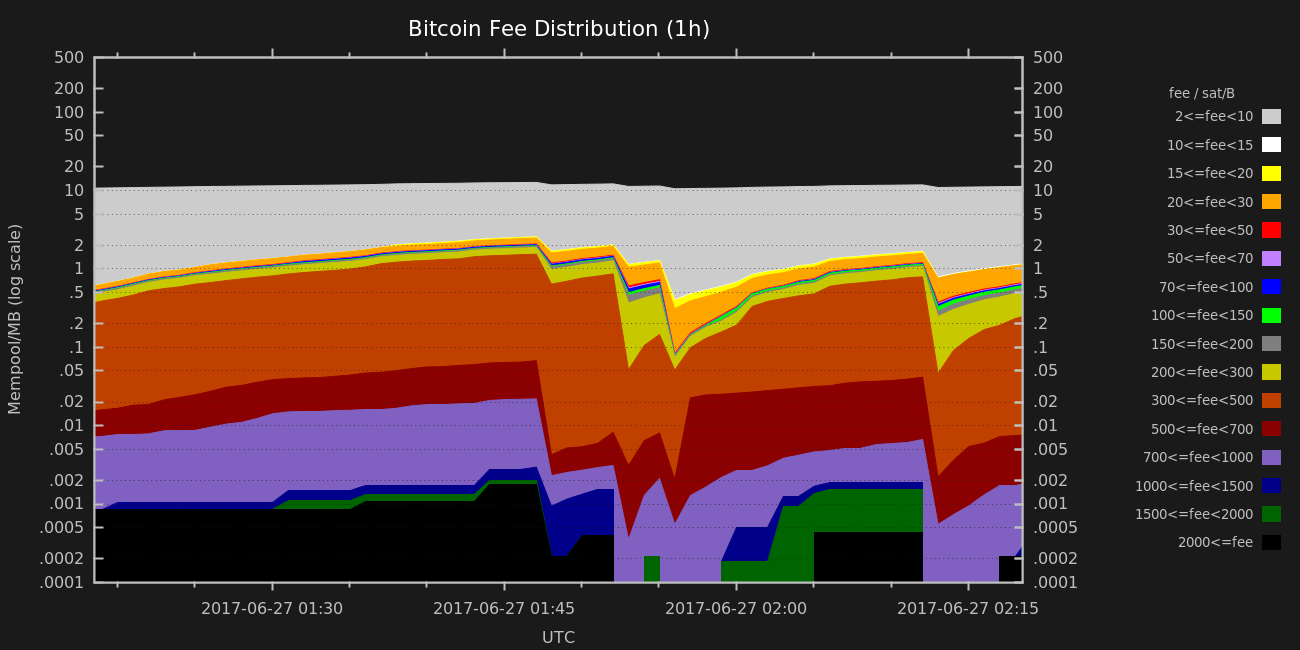 Bitcoin Fee Distribution (1h)
500
200
100
50
20
10
5
2
1
.5
.2
.1
.05
.02
.01
.005
.002
.001
.0005
.0002
.0001
Mempool/MB (log scale)
500
200
100
50
20
10
5
2
1
.5
.2
.1
.05
.02
.01
.005
.002
.001
.0005
.0002
.0001
2017-06-27 01:30
2017-06-27 01:45
2017-06-27 02:00
2017-06-27 02:15
UTC
fee / sat/B
2<=fee<10
10<=fee<15
15<=fee<20
20<=fee<30
30<=fee<50
50<=fee<70
70<=fee<100
100<=fee<150
150<=fee<200
200<=fee<300
300<=fee<500
500<=fee<700
700<=fee<1000
1000<=fee<1500
1500<=fee<2000
2000<=fee